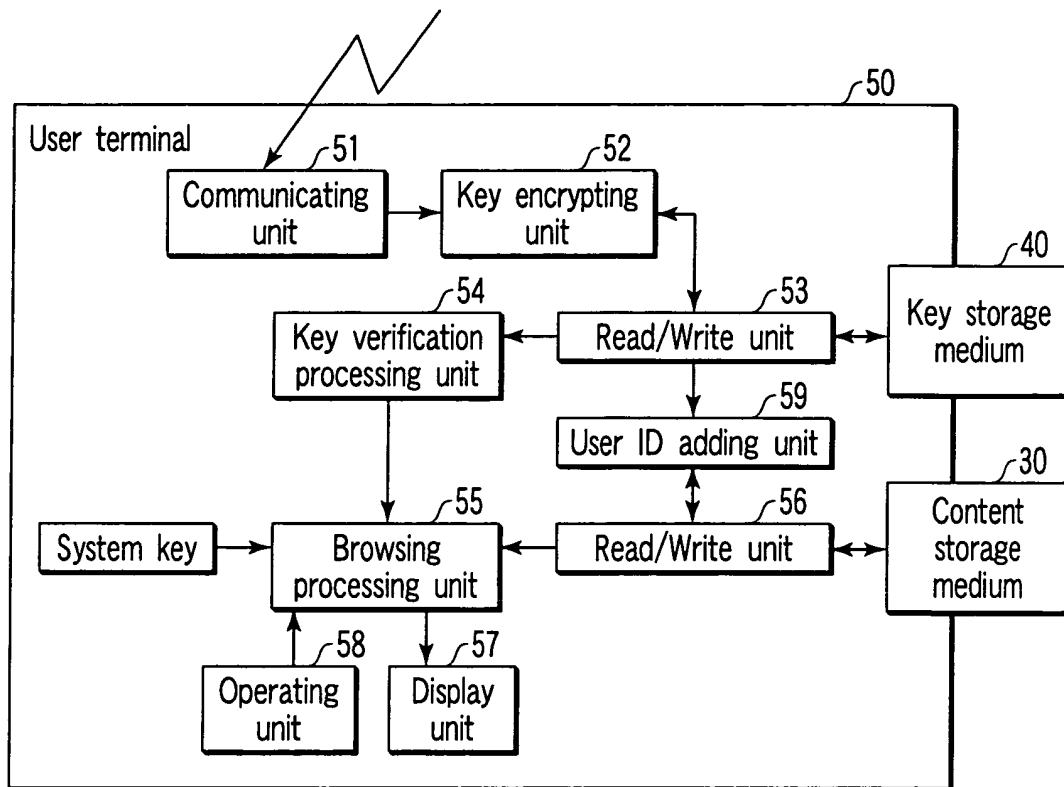 50
User terminal
51
Communicating
unit
52
Key encrypting
unit
40
Key storage
medium
54
Key verification
processing unit
53
Read/Write unit
59
User ID adding unit
30
Content
storage
medium
System key
55
Browsing
processing unit
56
Read/Write unit
58
Operating
unit
57
Display
unit